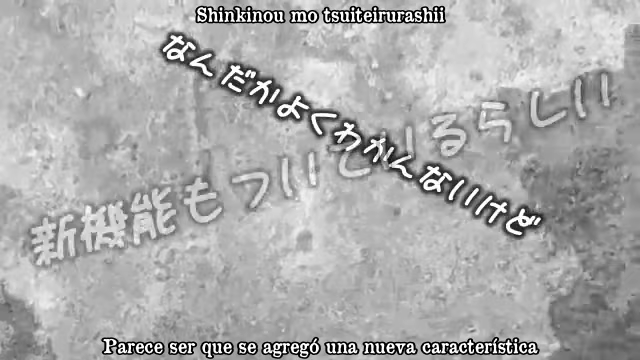 Shinkinou mo tsuiteirurashii
なんだかよくわかんないけど
新機能もついてるらしい
Parece ser que se agregó una nueva característica